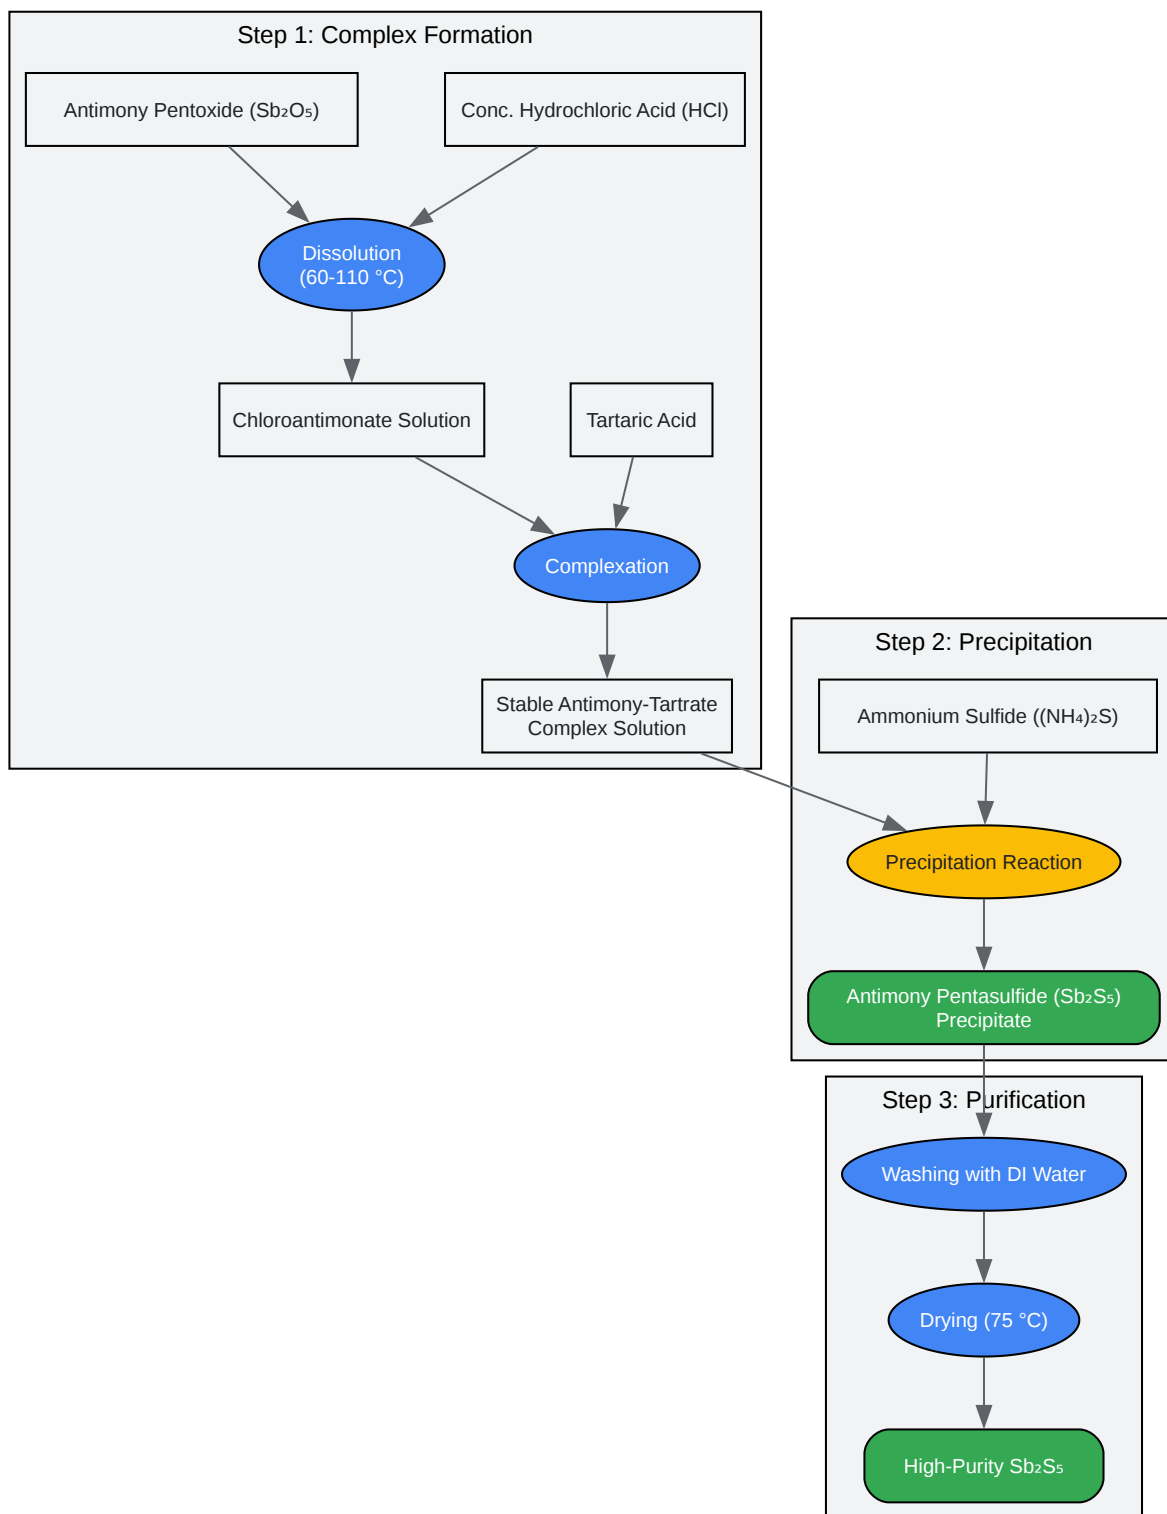 Step 1: Complex Formation
Antimony Pentoxide (Sb₂O₅)
Conc. Hydrochloric Acid (HCl)
Dissolution
(60-110 °C)
Chloroantimonate Solution
Tartaric Acid
Complexation
Stable Antimony-Tartrate
Complex Solution
Step 2: Precipitation
Ammonium Sulfide ((NH₄)₂S)
Precipitation Reaction
Antimony Pentasulfide (Sb₂S₅)
Precipitate
Step 3: Purification
Washing with DI Water
Drying (75 °C)
High-Purity Sb₂S₅